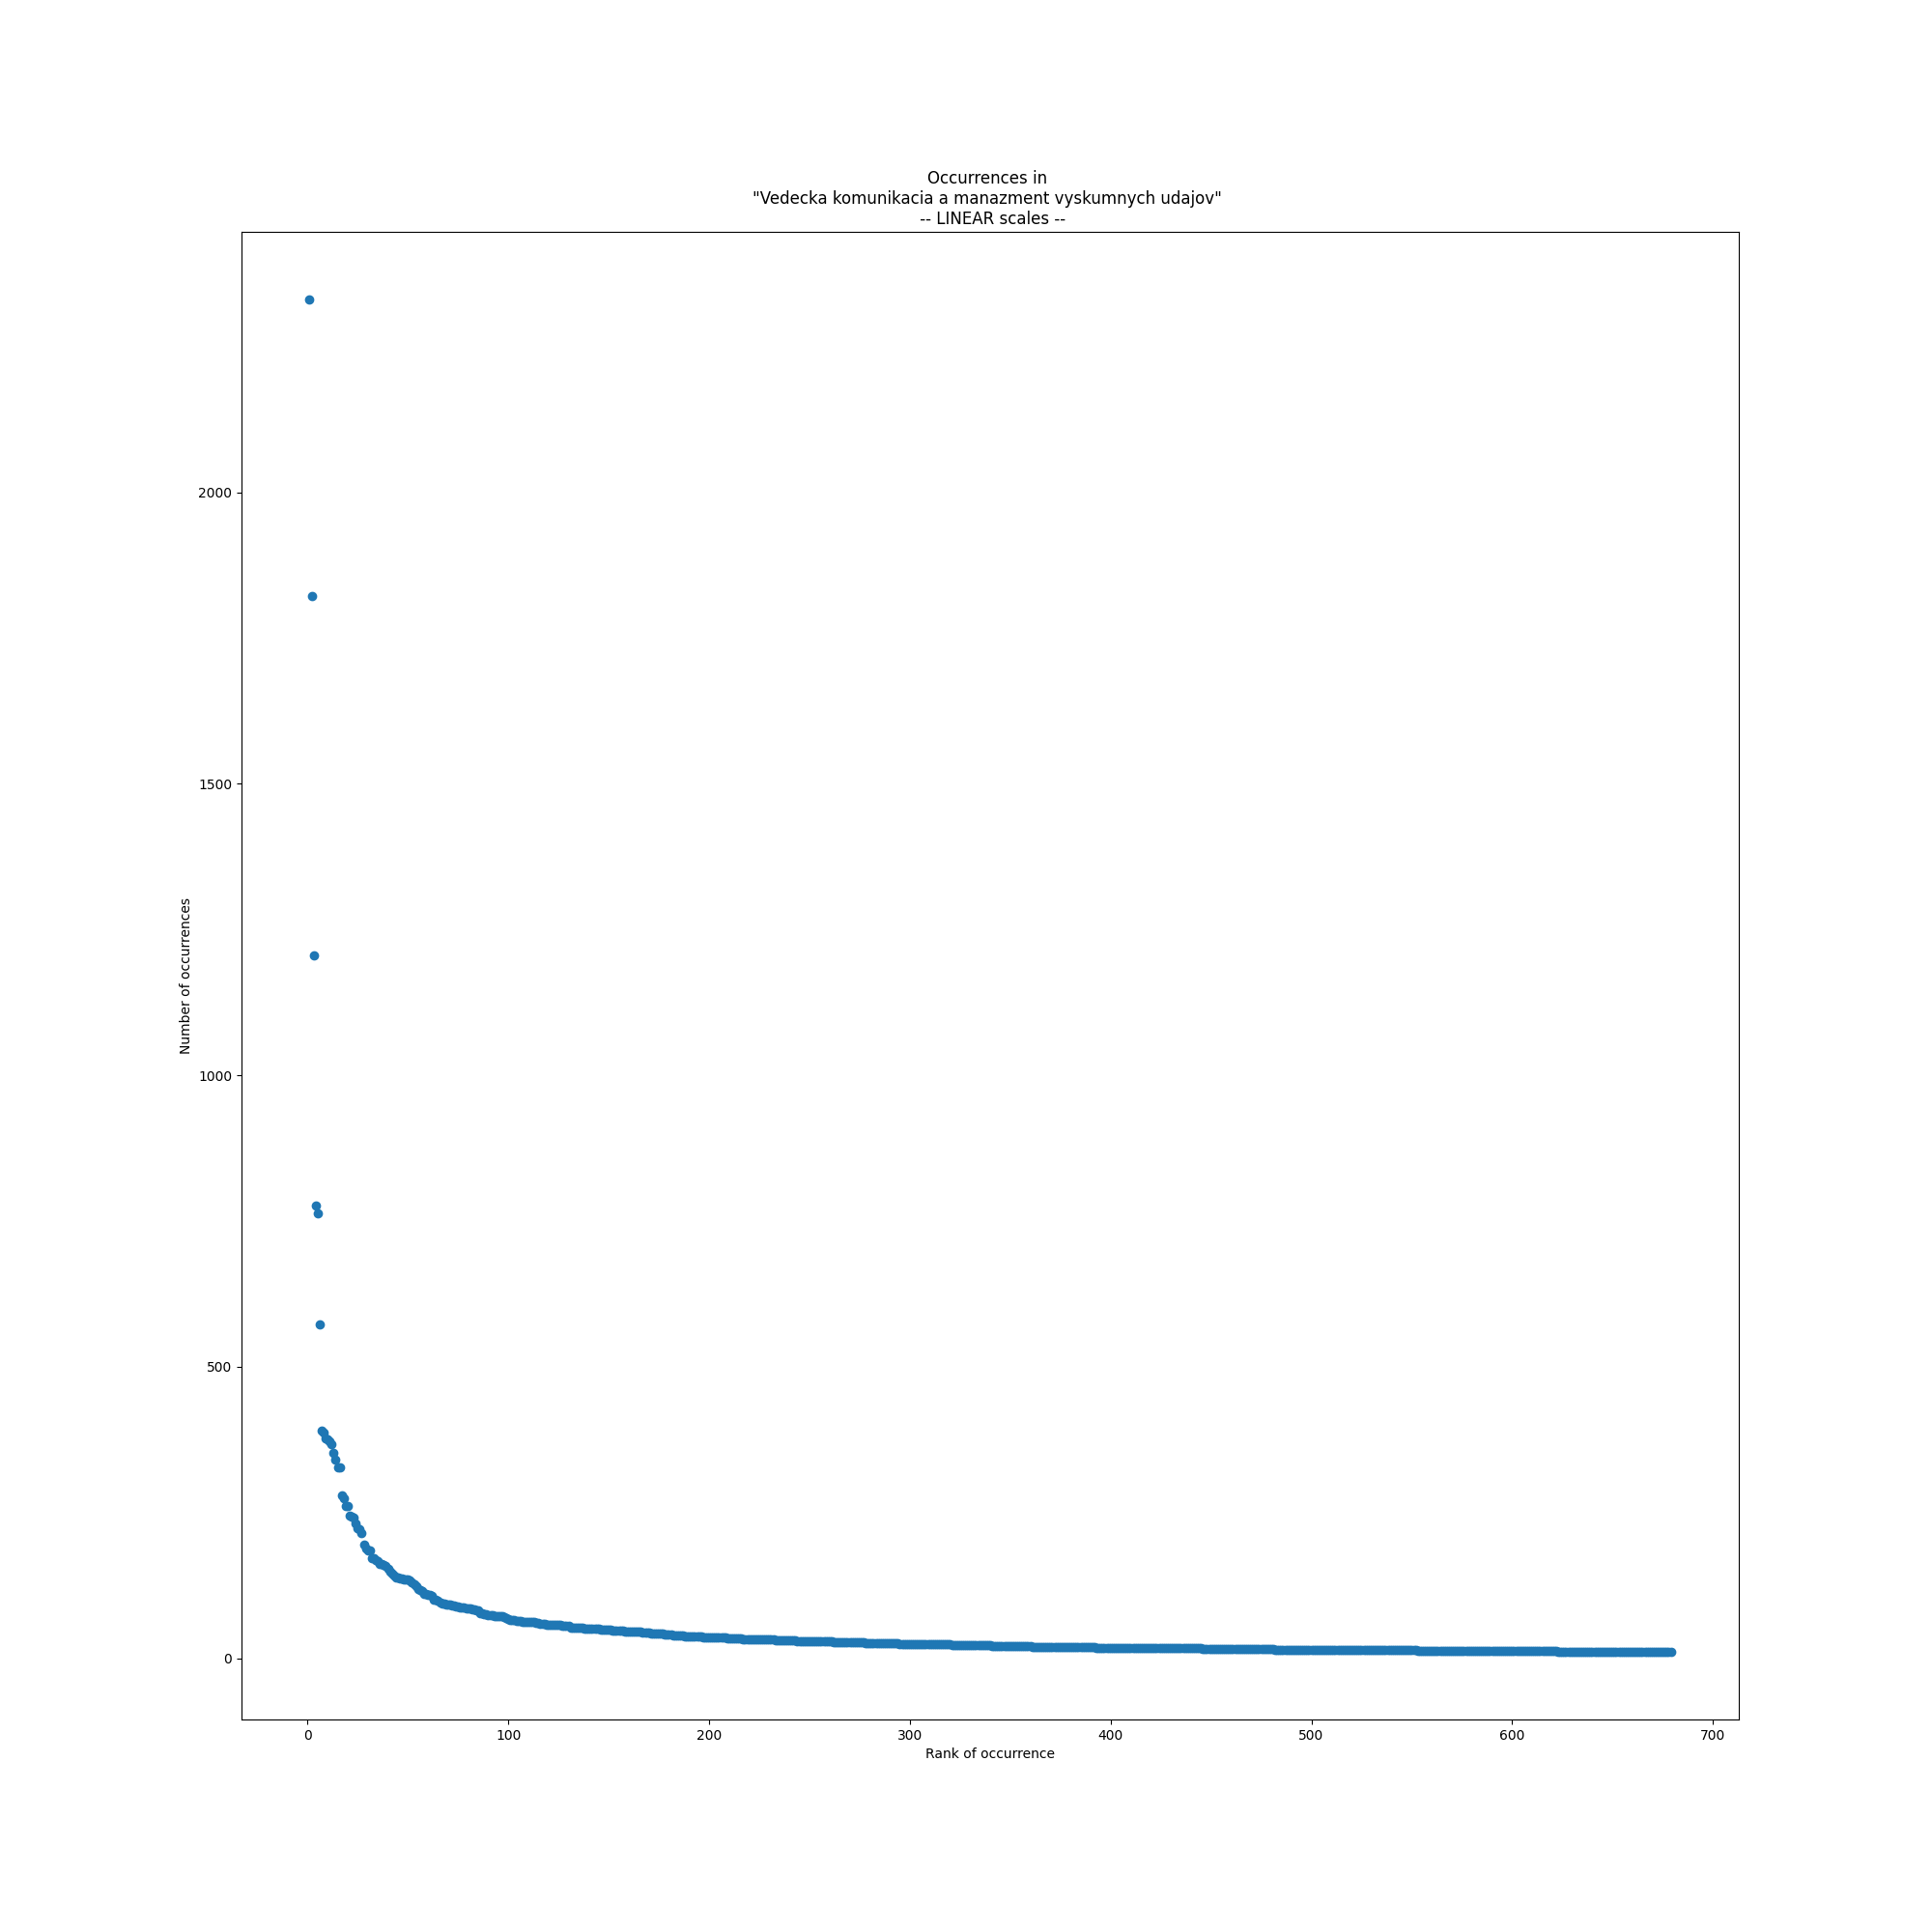 Occurrences in
"Vedecka komunikacia a manazment vyskumnych udajov"
-- LINEAR scales --
Number of occurrences
2000
1500
1000
500
0
0 100 200 300 400 500 600 700
Rank of occurrence